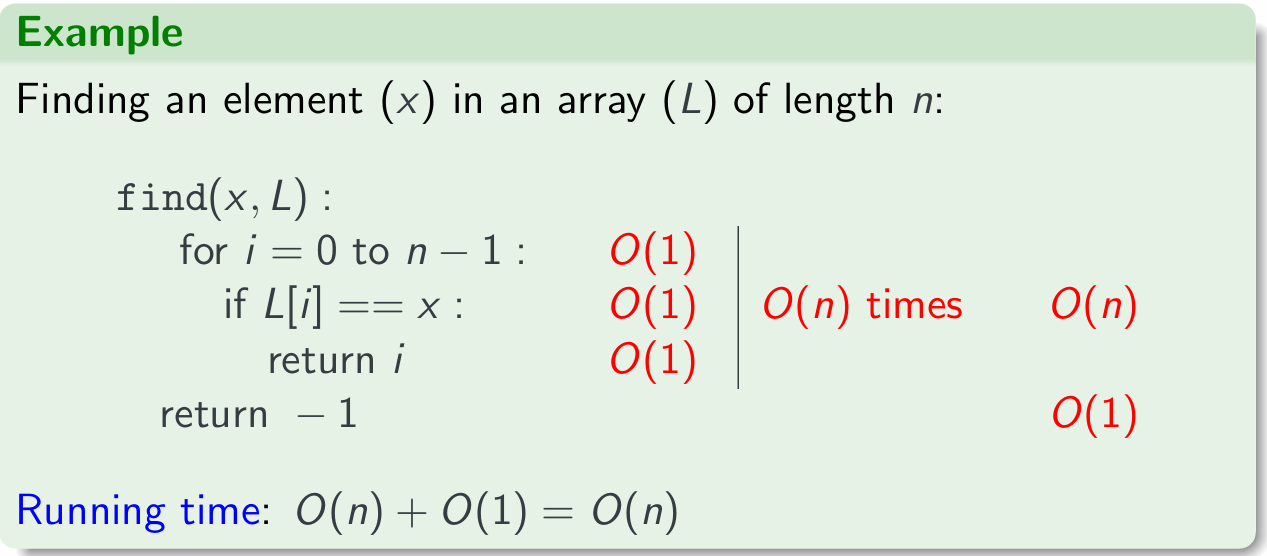 Example
Finding an element (x) in an array (L) of length n:
find(x, L) :
for i = 0 to n − 1 : O(1)
if L[i] == x : O(1) O(n) times O(n)
return i O(1)
return − 1 O(1)
Running time: O(n) + O(1) = O(n)